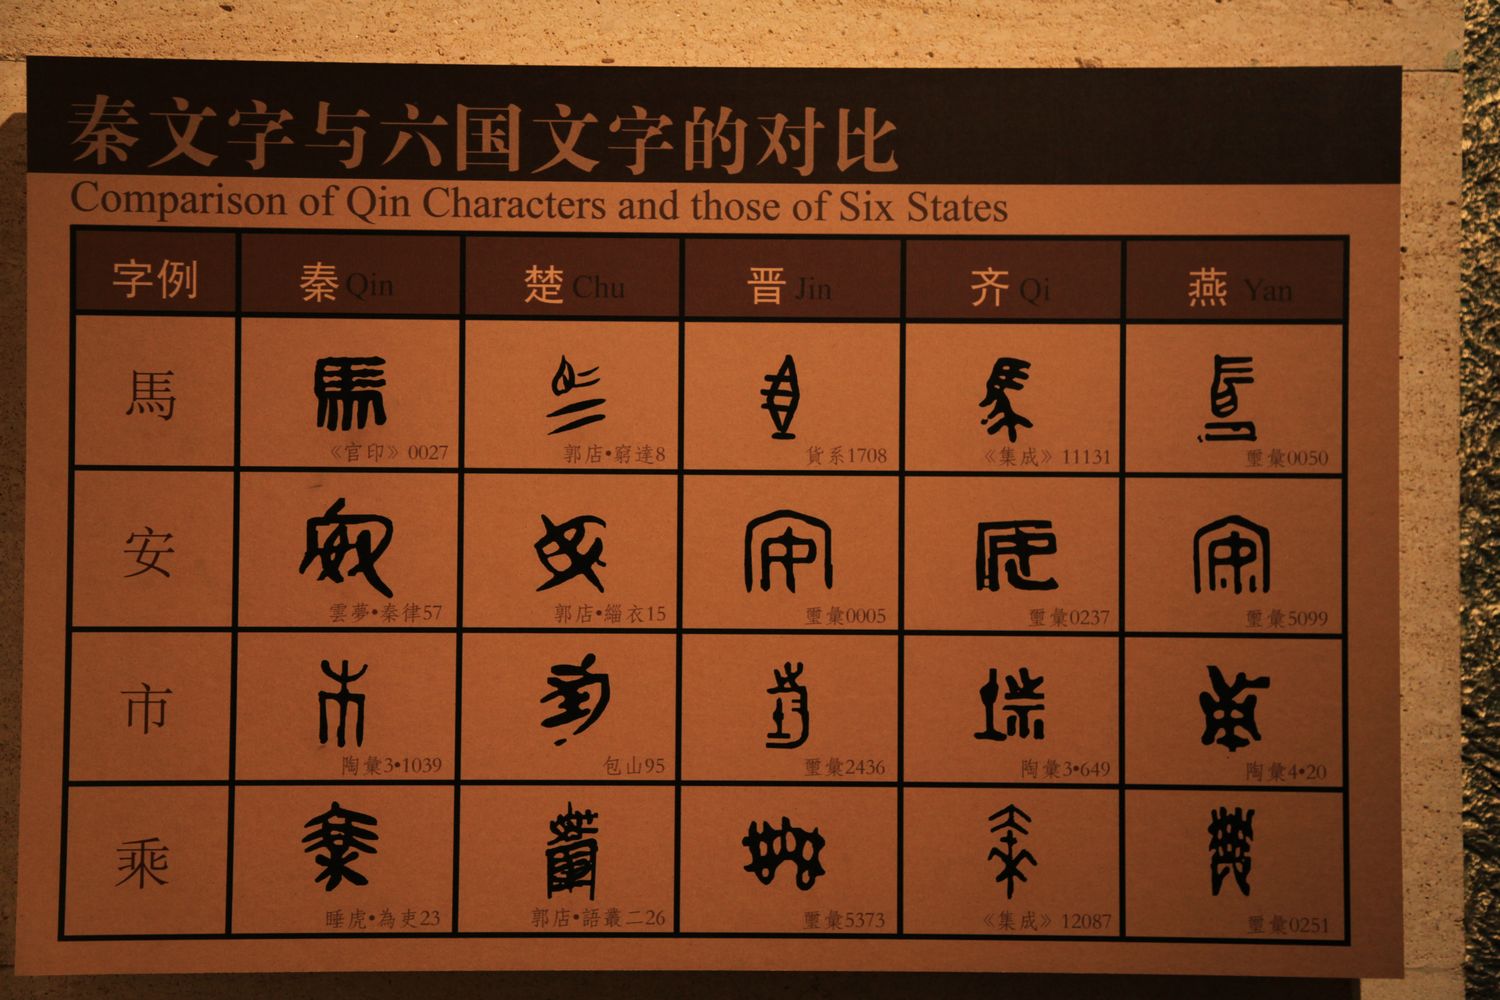 秦文字与六国文字的对比
Comparison of Qin Characters and those of Six States
字例 秦 Qin 楚 Chu 晋 Jin 齐 Qi 燕 Yan
馬
《官印》0027 郭店•窮達8 貨系1708 《集成》11131 璽彙0050
安
雲夢•秦律57 郭店•緇衣15 璽彙0005 璽彙0237 璽彙5099
市
陶彙3•1039 包山95 璽彙2436 陶彙3•649 陶彙4•20
乘
睡虎•為吏23 郭店•語叢二26 璽彙5373 《集成》12087 璽彙0251